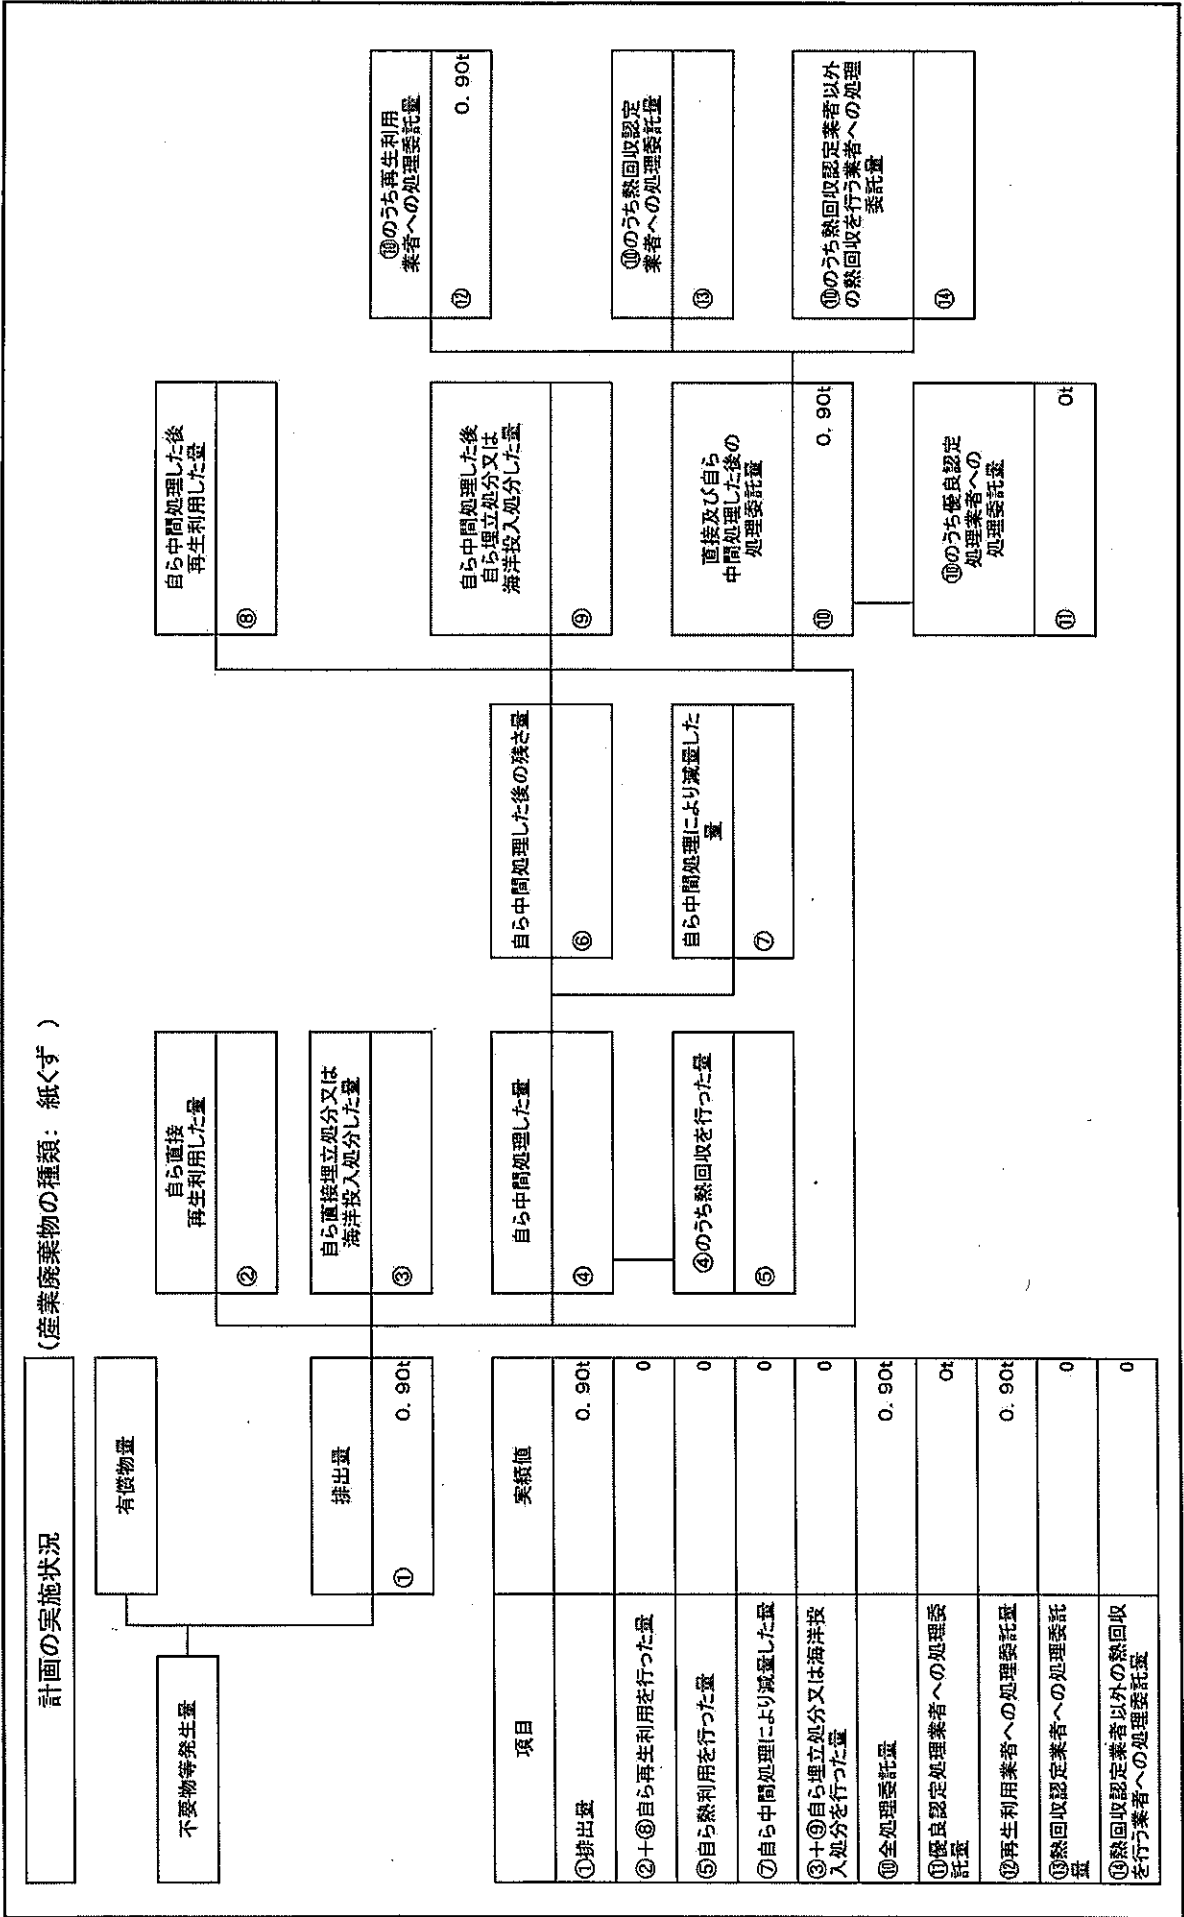 計画の実施状況
(産業廃棄物の種類： 紙くず )
不要物等発生量
有償物量
排出量
① 0. 90t
自ら直接
再生利用した量
②
自ら直接埋立処分又は
海洋投入処分した量
③
自ら中間処理した量
④
④のうち熱回収を行った量
⑤
自ら中間処理した後の残さ量
⑥
自ら中間処理により減量した
量
⑦
自ら中間処理した後
再生利用した量
⑧
自ら中間処理した後
自ら埋立処分又は
海洋投入処分した量
⑨
直接及び自ら
中間処理した後の
処理委託量
⑩ 0. 90t
⑩のうち優良認定
処理業者への
処理委託量
⑪ 0t
⑩のうち再生利用
業者への処理委託量
⑫ 0. 90t
⑩のうち熱回収認定
業者への処理委託量
⑬
⑩のうち熱回収認定業者以外
の熱回収を行う業者への処理
委託量
⑭
項目 実績値
①排出量 0. 90t
②+⑧自ら再生利用を行った量 0
⑤自ら熱利用を行った量 0
⑦自ら中間処理により減量した量 0
③+⑨自ら埋立処分又は海洋投
入処分を行った量 0
⑩全処理委託量 0. 90t
⑪優良認定処理業者への処理委
託量 0t
⑫再生利用業者への処理委託量 0. 90t
⑬熱回収認定業者への処理委託
量 0
⑭熱回収認定業者以外の熱回収
を行う業者への処理委託量 0